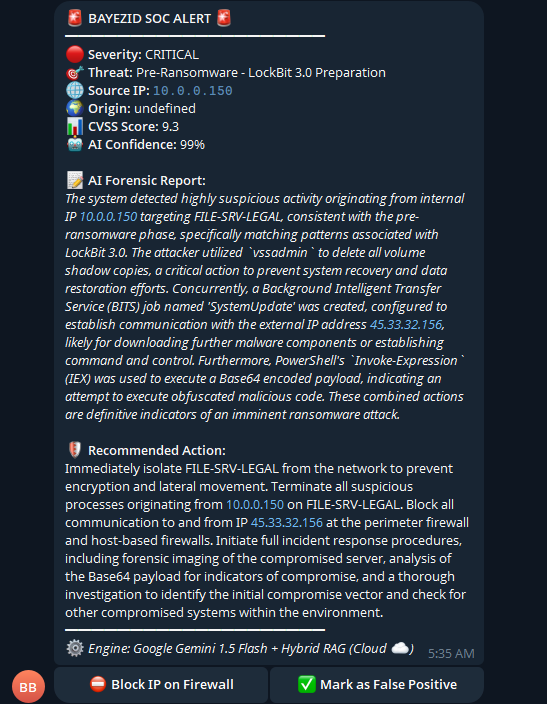 🚨 BAYEZID SOC ALERT 🚨
🔴 Severity: CRITICAL
🎯 Threat: Pre-Ransomware - LockBit 3.0 Preparation
🌐 Source IP: 10.0.0.150
🌍 Origin: undefined
📊 CVSS Score: 9.3
🤖 AI Confidence: 99%
📝 AI Forensic Report:
The system detected highly suspicious activity originating from internal
IP 10.0.0.150 targeting FILE-SRV-LEGAL, consistent with the pre-
ransomware phase, specifically matching patterns associated with
LockBit 3.0. The attacker utilized `vssadmin` to delete all volume
shadow copies, a critical action to prevent system recovery and data
restoration efforts. Concurrently, a Background Intelligent Transfer
Service (BITS) job named 'SystemUpdate' was created, configured to
establish communication with the external IP address 45.33.32.156,
likely for downloading further malware components or establishing
command and control. Furthermore, PowerShell's `Invoke-Expression`
(IEX) was used to execute a Base64 encoded payload, indicating an
attempt to execute obfuscated malicious code. These combined actions
are definitive indicators of an imminent ransomware attack.
🛡️ Recommended Action:
Immediately isolate FILE-SRV-LEGAL from the network to prevent
encryption and lateral movement. Terminate all suspicious
processes originating from 10.0.0.150 on FILE-SRV-LEGAL. Block all
communication to and from IP 45.33.32.156 at the perimeter firewall
and host-based firewalls. Initiate full incident response procedures,
including forensic imaging of the compromised server, analysis of
the Base64 payload for indicators of compromise, and a thorough
investigation to identify the initial compromise vector and check for
other compromised systems within the environment.
⚙️ Engine: Google Gemini 1.5 Flash + Hybrid RAG (Cloud ☁️) 5:35 AM
BB
⛔ Block IP on Firewall
✅ Mark as False Positive